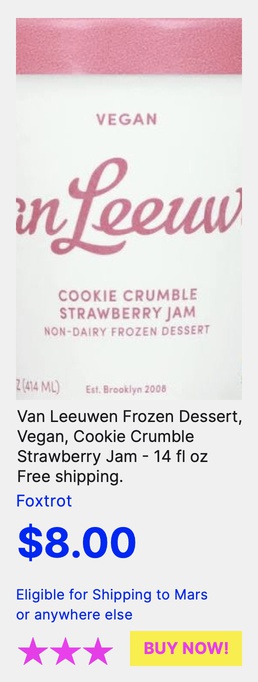 VEGAN
an Leeuw
COOKIE CRUMBLE
STRAWBERRY JAM
NON-DAIRY FROZEN DESSERT
Z (414 ML) Est. Brooklyn 2008
Van Leeuwen Frozen Dessert,
Vegan, Cookie Crumble
Strawberry Jam - 14 fl oz
Free shipping.
Foxtrot
$8.00
Eligible for Shipping to Mars
or anywhere else
BUY NOW!